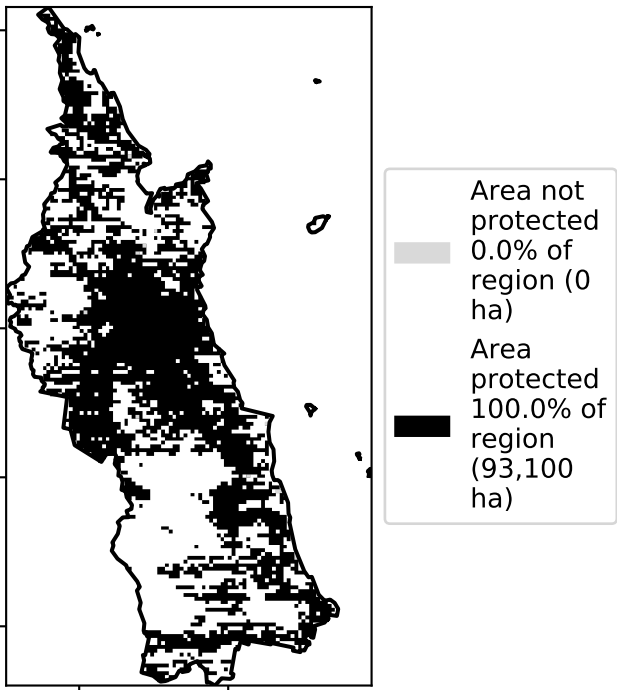 Area not
protected
0.0% of
region (0
ha)
Area
protected
100.0% of
region
(93,100
ha)